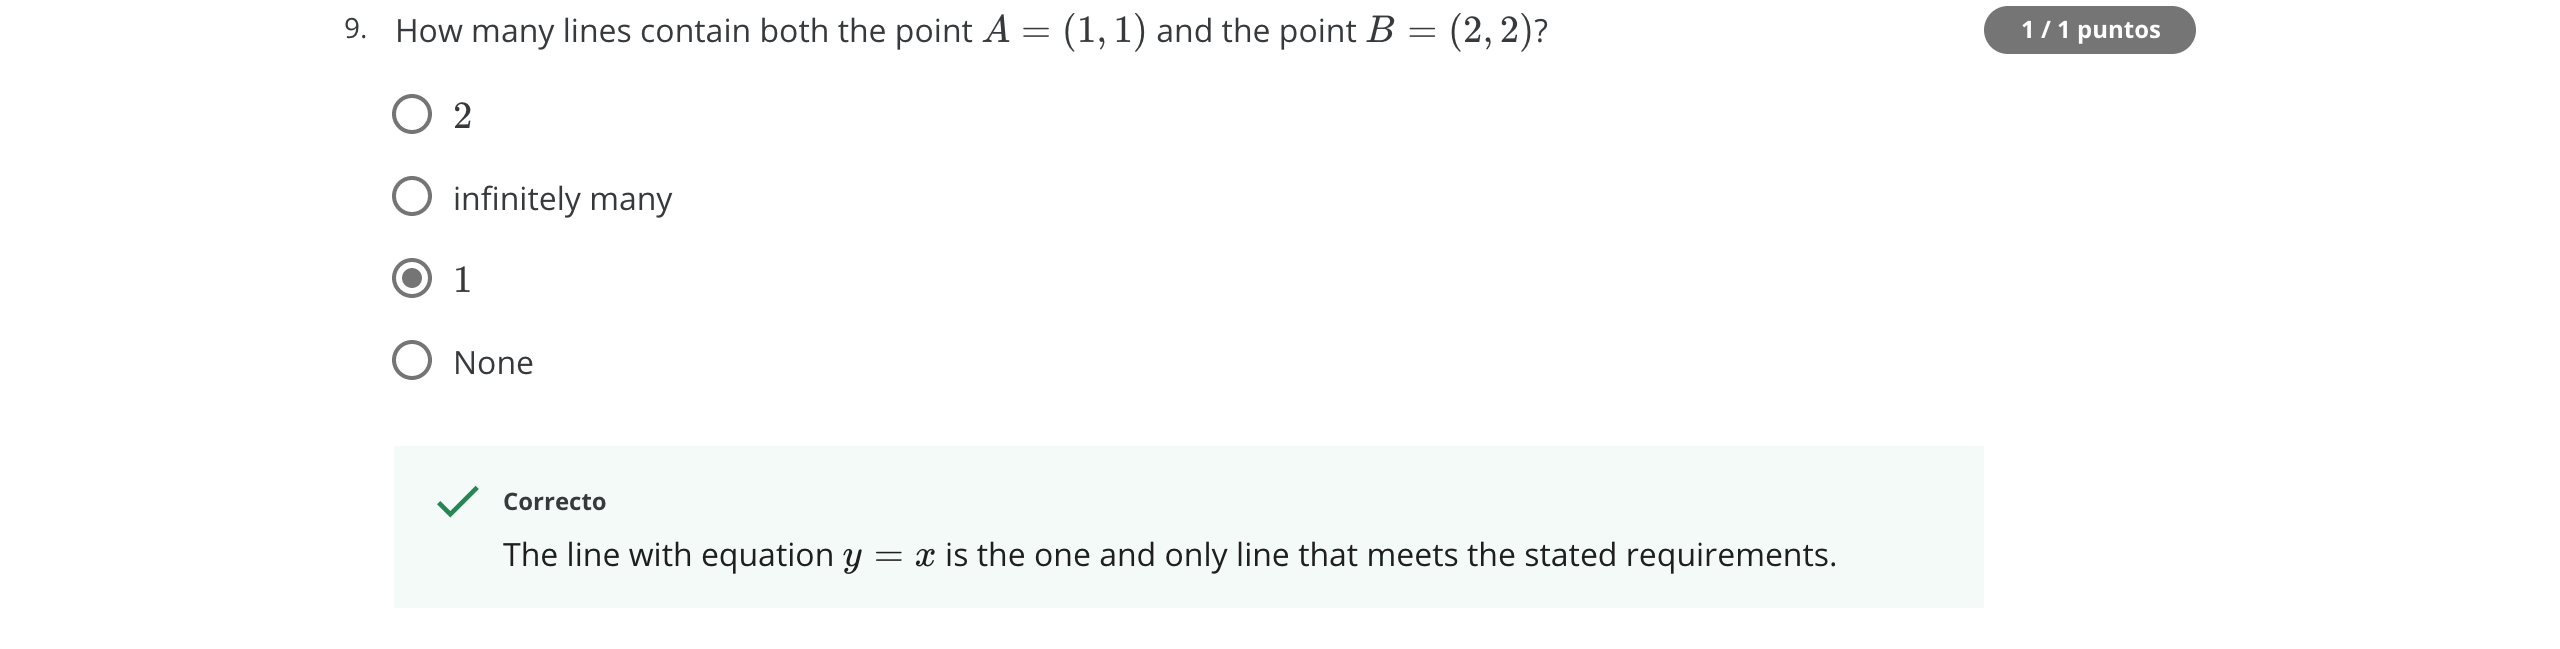 9. How many lines contain both the point A = (1, 1) and the point B = (2, 2)?
1 / 1 puntos
2
infinitely many
1
None
Correcto
The line with equation y = x is the one and only line that meets the stated requirements.